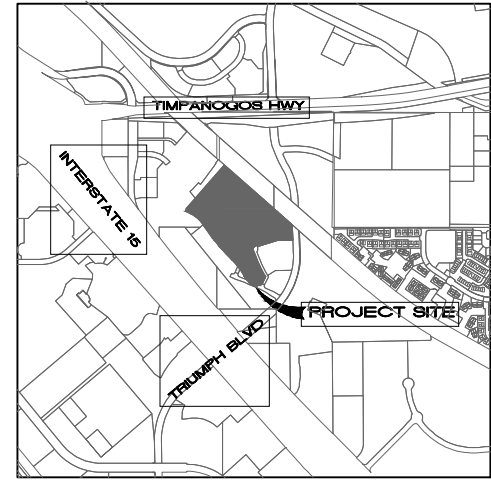 TIMPANOGOS HWY
INTERSTATE 15
PROJECT SITE
TRIUMPH BLVD